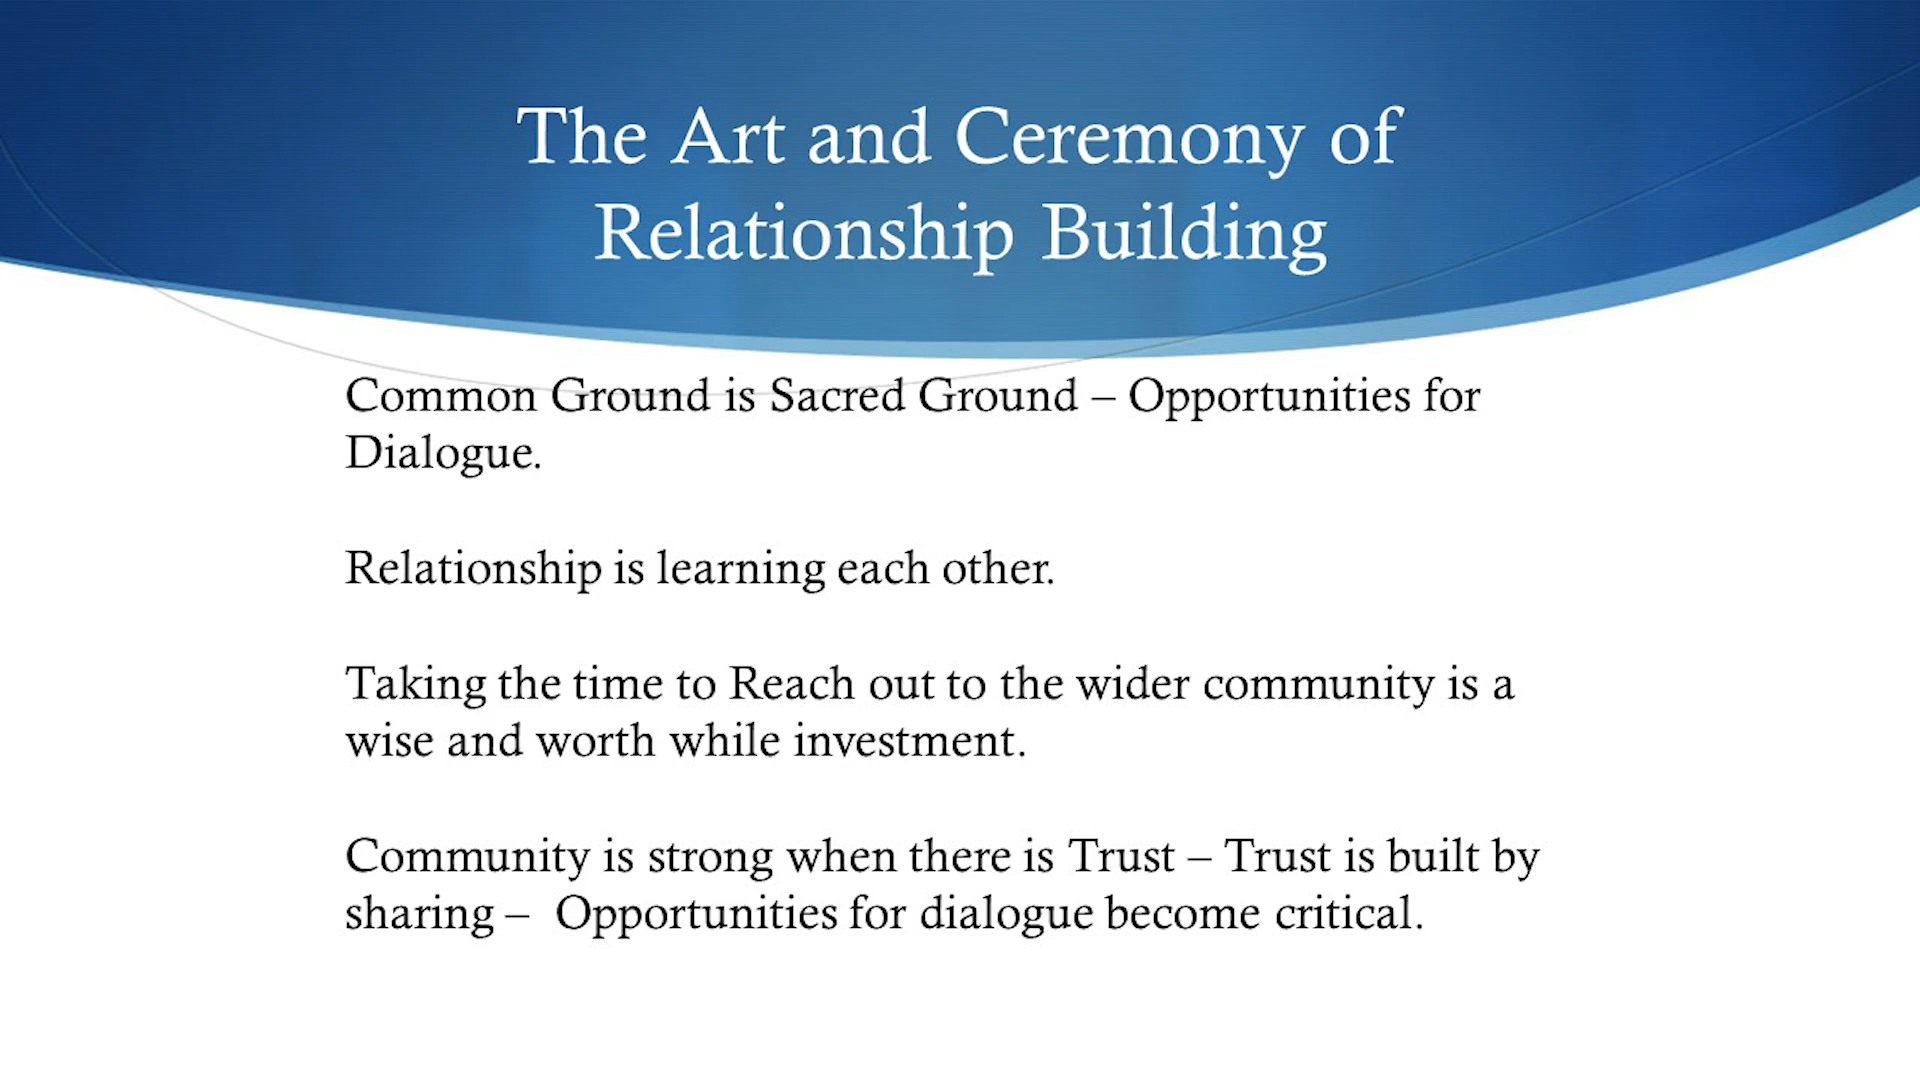 The Art and Ceremony of
Relationship Building
Common Ground is Sacred Ground – Opportunities for
Dialogue.
Relationship is learning each other.
Taking the time to Reach out to the wider community is a
wise and worth while investment.
Community is strong when there is Trust – Trust is built by
sharing –  Opportunities for dialogue become critical.